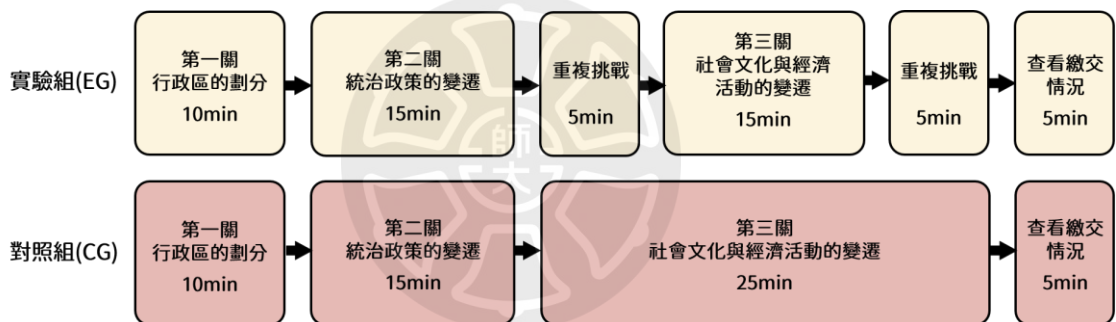 實驗組(EG)
第一關
行政區的劃分
10min
第二關
統治政策的變遷
15min
重複挑戰
5min
第三關
社會文化與經濟
活動的變遷
15min
重複挑戰
5min
查看繳交
情況
5min
師大
對照組(CG)
第一關
行政區的劃分
10min
第二關
統治政策的變遷
15min
第三關
社會文化與經濟活動的變遷
25min
查看繳交
情況
5min